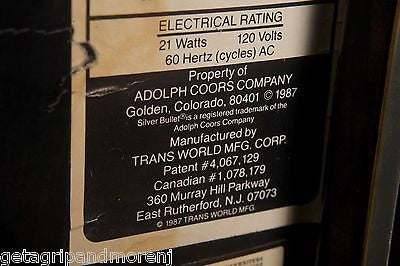 ELECTRICAL RATING
21 Watts 120 Volts
60 Hertz (cycles) AC
Property of
ADOLPH COORS COMPANY
Golden, Colorado, 80401 © 1987
Silver Bullet® is a registered trademark of the
Adolph Coors Company
Manufactured by
TRANS WORLD MFG. CORP.
Patent #4,067,129
Canadian #1,078,179
360 Murray Hill Parkway
East Rutherford, N.J. 07073
© 1987 TRANS WORLD MFG.
getagripandmorenj